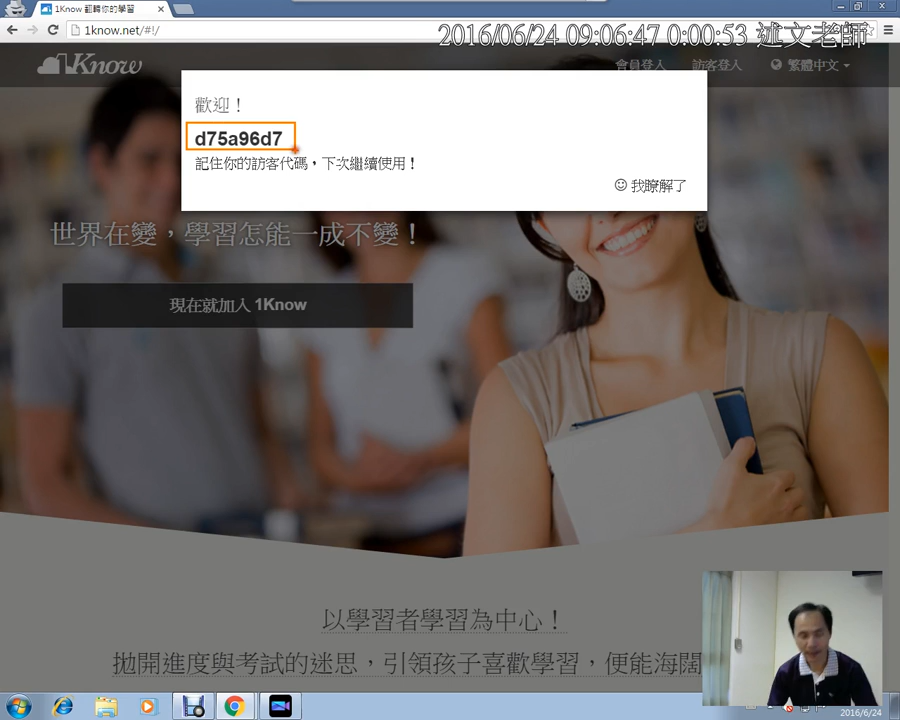 1Know 翻轉你的學習
1know.net/#!/
2016/06/24 09:06:47 0:00:53 述文老師
1Know
會員登入 訪客登入 繁體中文
歡迎！
d75a96d7
記住你的訪客代碼，下次繼續使用！
我瞭解了
世界在變，學習怎能一成不變！
現在就加入 1Know
以學習者學習為中心！
拋開進度與考試的迷思，引領孩子喜歡學習，便能海闊
2016/6/24